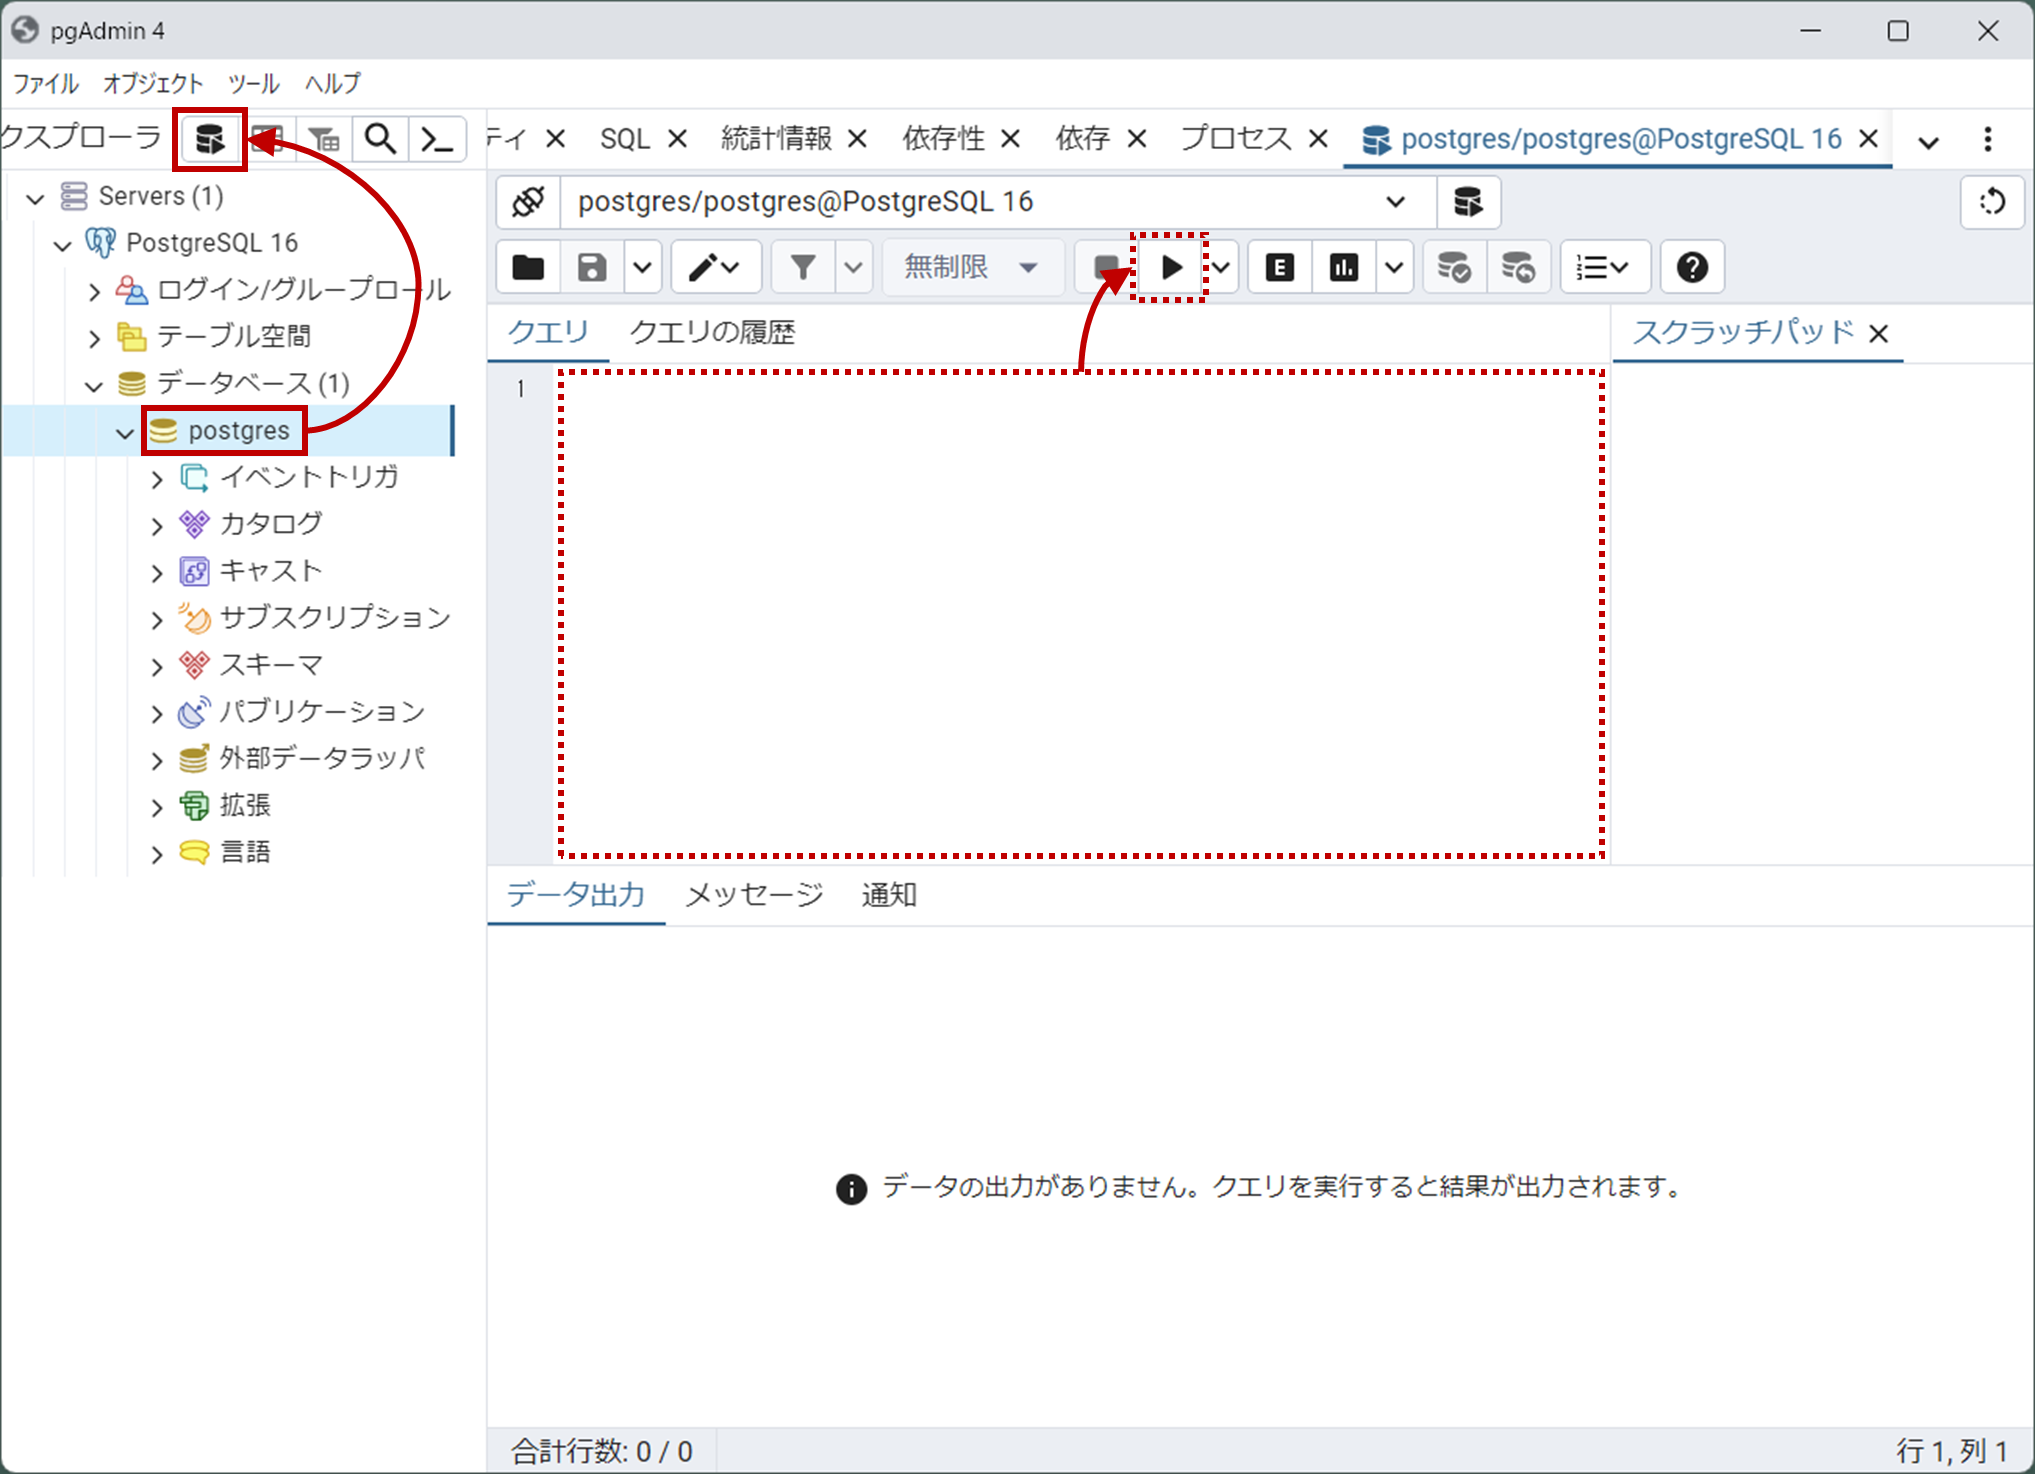 pgAdmin 4
ファイル オブジェクト ツール ヘルプ
クスプローラ
ティ SQL 統計情報 依存性 依存 プロセス postgres/postgres@PostgreSQL 16
Servers (1)
PostgreSQL 16
ログイン/グループロール
テーブル空間
データベース (1)
postgres
イベントトリガ
カタログ
キャスト
サブスクリプション
スキーマ
パブリケーション
外部データラッパ
拡張
言語
postgres/postgres@PostgreSQL 16
無制限
E
クエリ クエリの履歴
スクラッチパッド
1
データ出力 メッセージ 通知
データの出力がありません。クエリを実行すると結果が出力されます。
合計行数: 0 / 0
行 1, 列 1